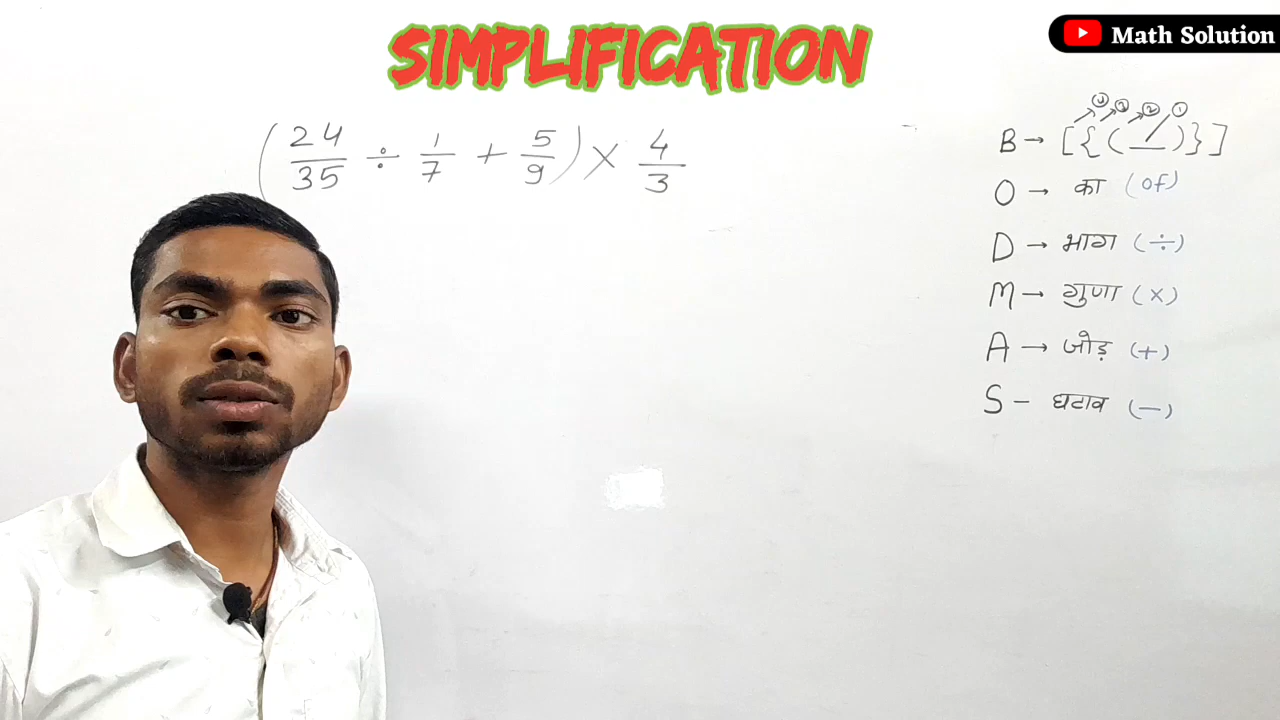 SIMPLIFICATION
Math Solution
(24/35 ÷ 1/7 + 5/9) × 4/3
B → [{(‾)}]
O → का (of)
D → भाग (÷)
M → गुणा (×)
A → जोड़ (+)
S – घटाव (−)